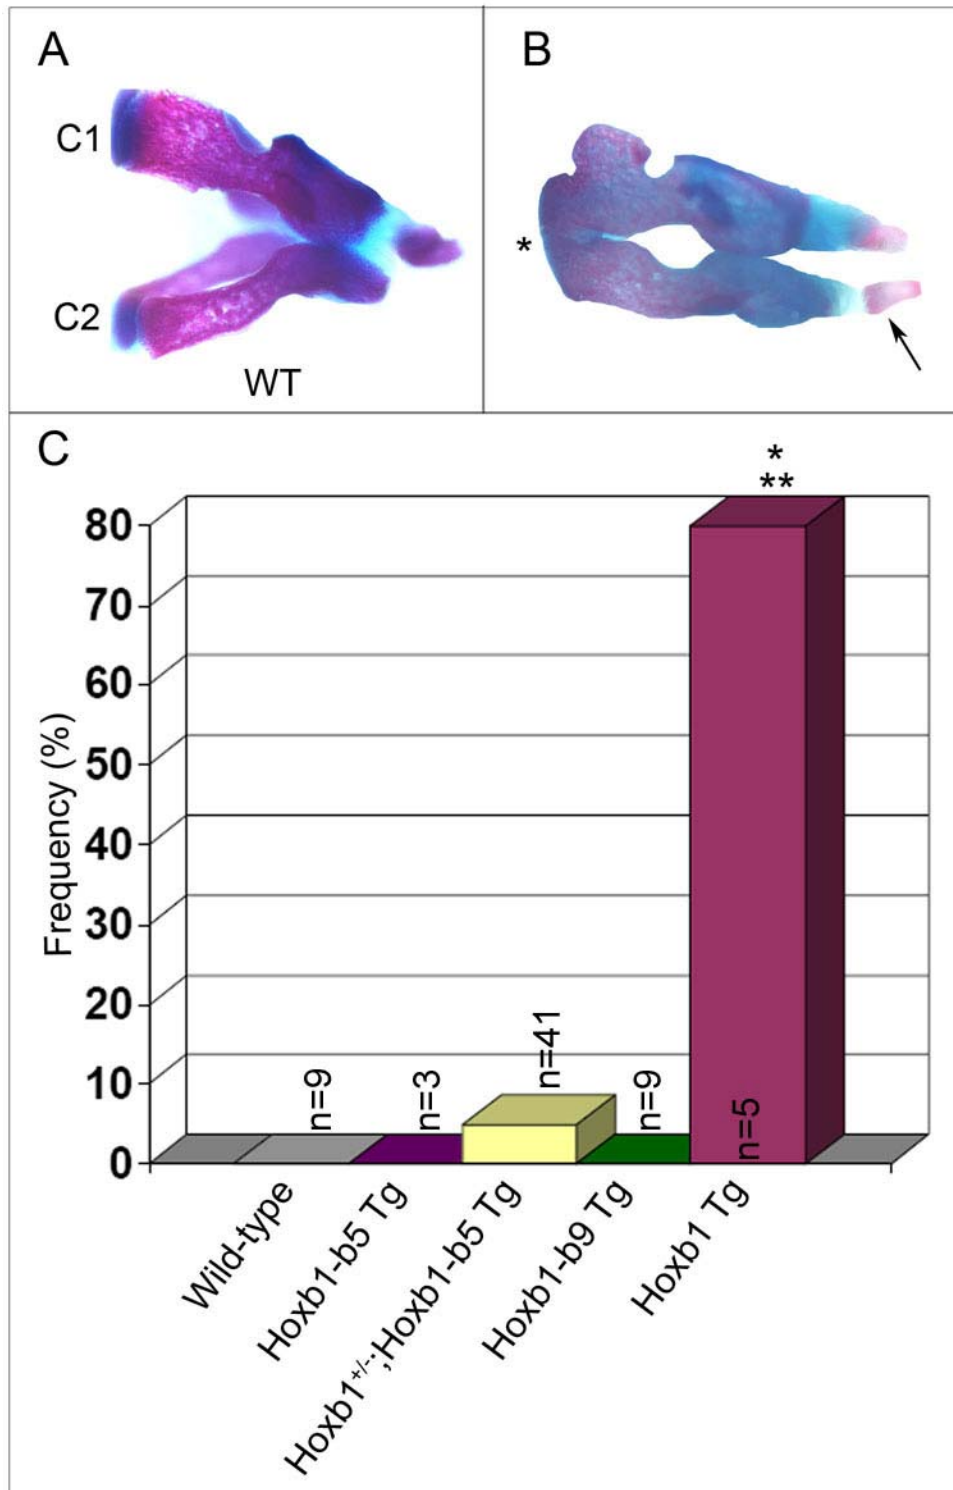 A
B
C1
C2
*
WT
C
*
**
80
70
60
50
40
30
20
10
0
Frequency (%)
n=9
n=3
n=41
n=9
n=5
Wild-type
Hoxb1-b5 Tg
Hoxb1+/-;Hoxb1-b5 Tg
Hoxb1-b9 Tg
Hoxb1 Tg